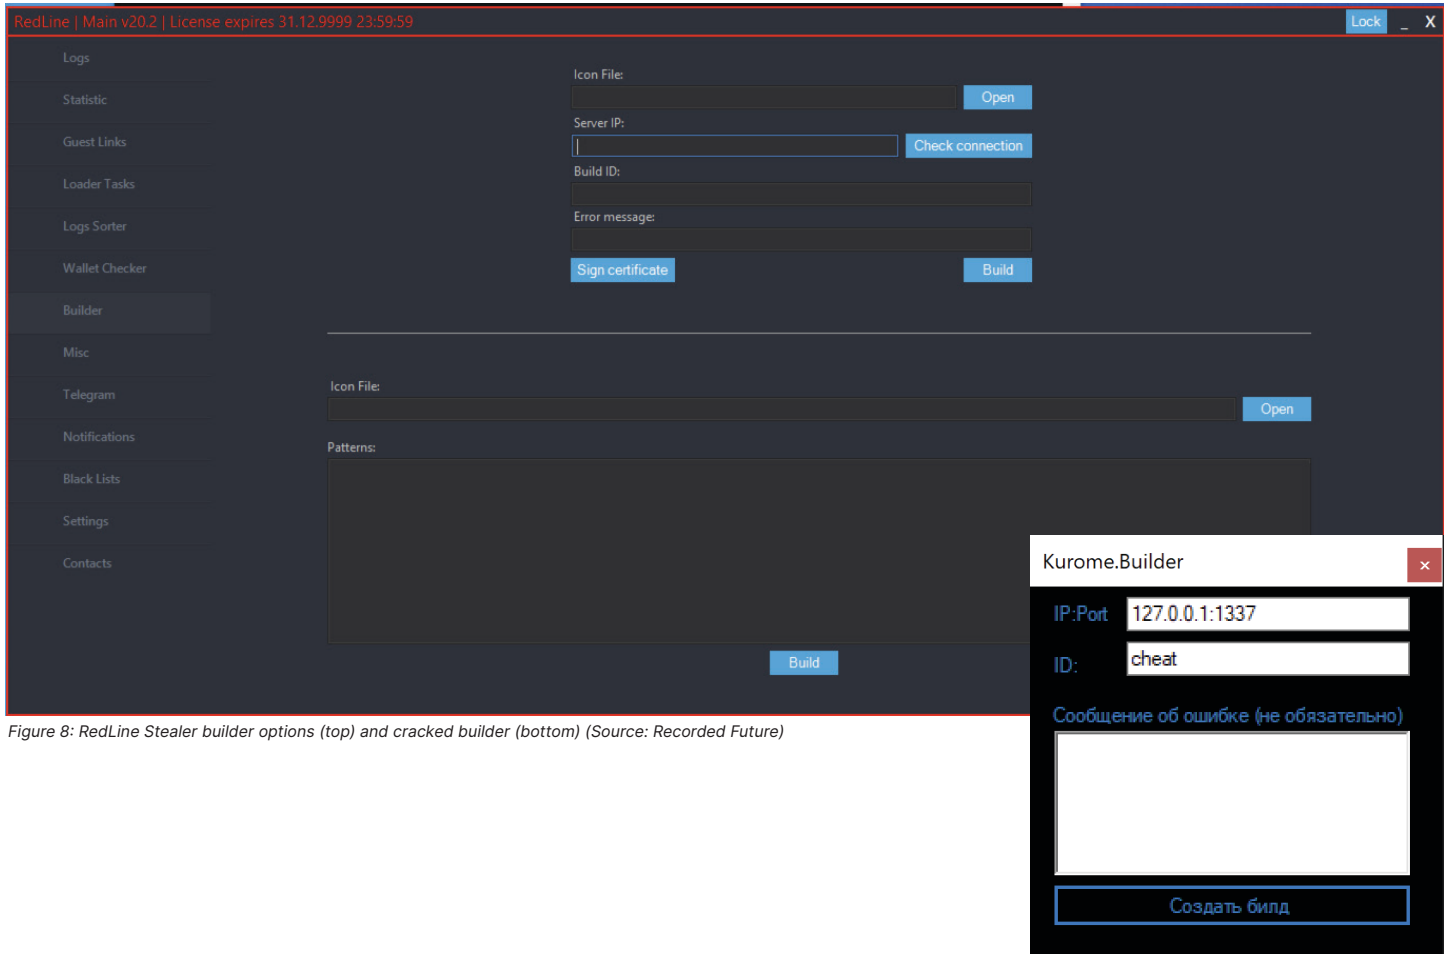 RedLine | Main v20.2 | License expires 31.12.9999 23:59:59
Lock _ X
Logs
Statistic
Guest Links
Loader Tasks
Logs Sorter
Wallet Checker
Builder
Misc
Telegram
Notifications
Black Lists
Settings
Contacts
Icon File:
Open
Server IP:
Check connection
Build ID:
Error message:
Sign certificate
Build
Icon File:
Open
Patterns:
Build
Kurome.Builder
×
IP:Port 127.0.0.1:1337
ID: cheat
Сообщение об ошибке (не обязательно)
Создать билд
Figure 8: RedLine Stealer builder options (top) and cracked builder (bottom) (Source: Recorded Future)